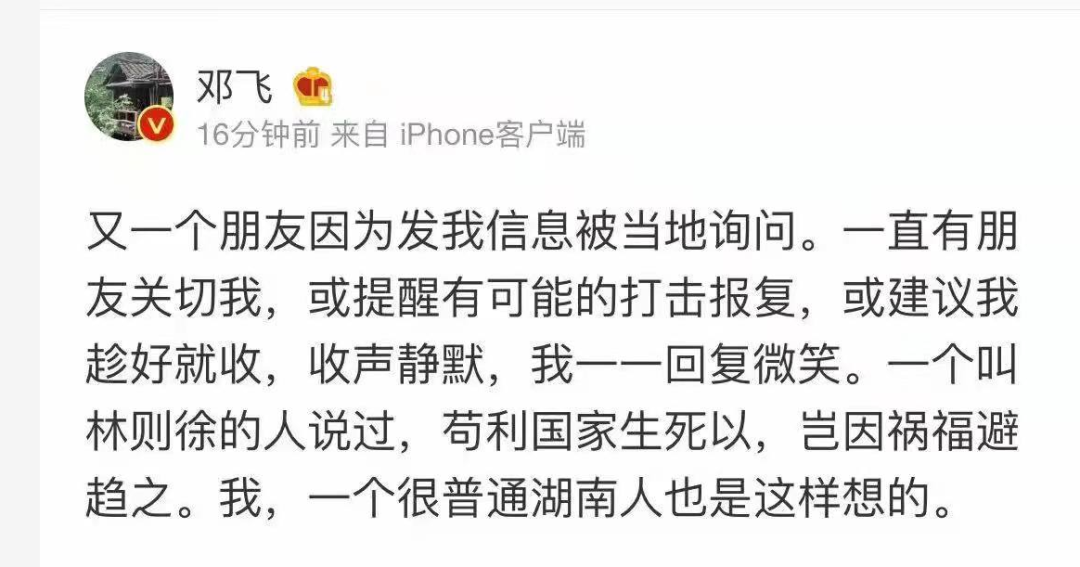 邓飞
16分钟前 来自 iPhone客户端
又一个朋友因为发我信息被当地询问。一直有朋
友关切我，或提醒有可能的打击报复，或建议我
趁好就收，收声静默，我一一回复微笑。一个叫
林则徐的人说过，苟利国家生死以，岂因祸福避
趋之。我，一个很普通湖南人也是这样想的。